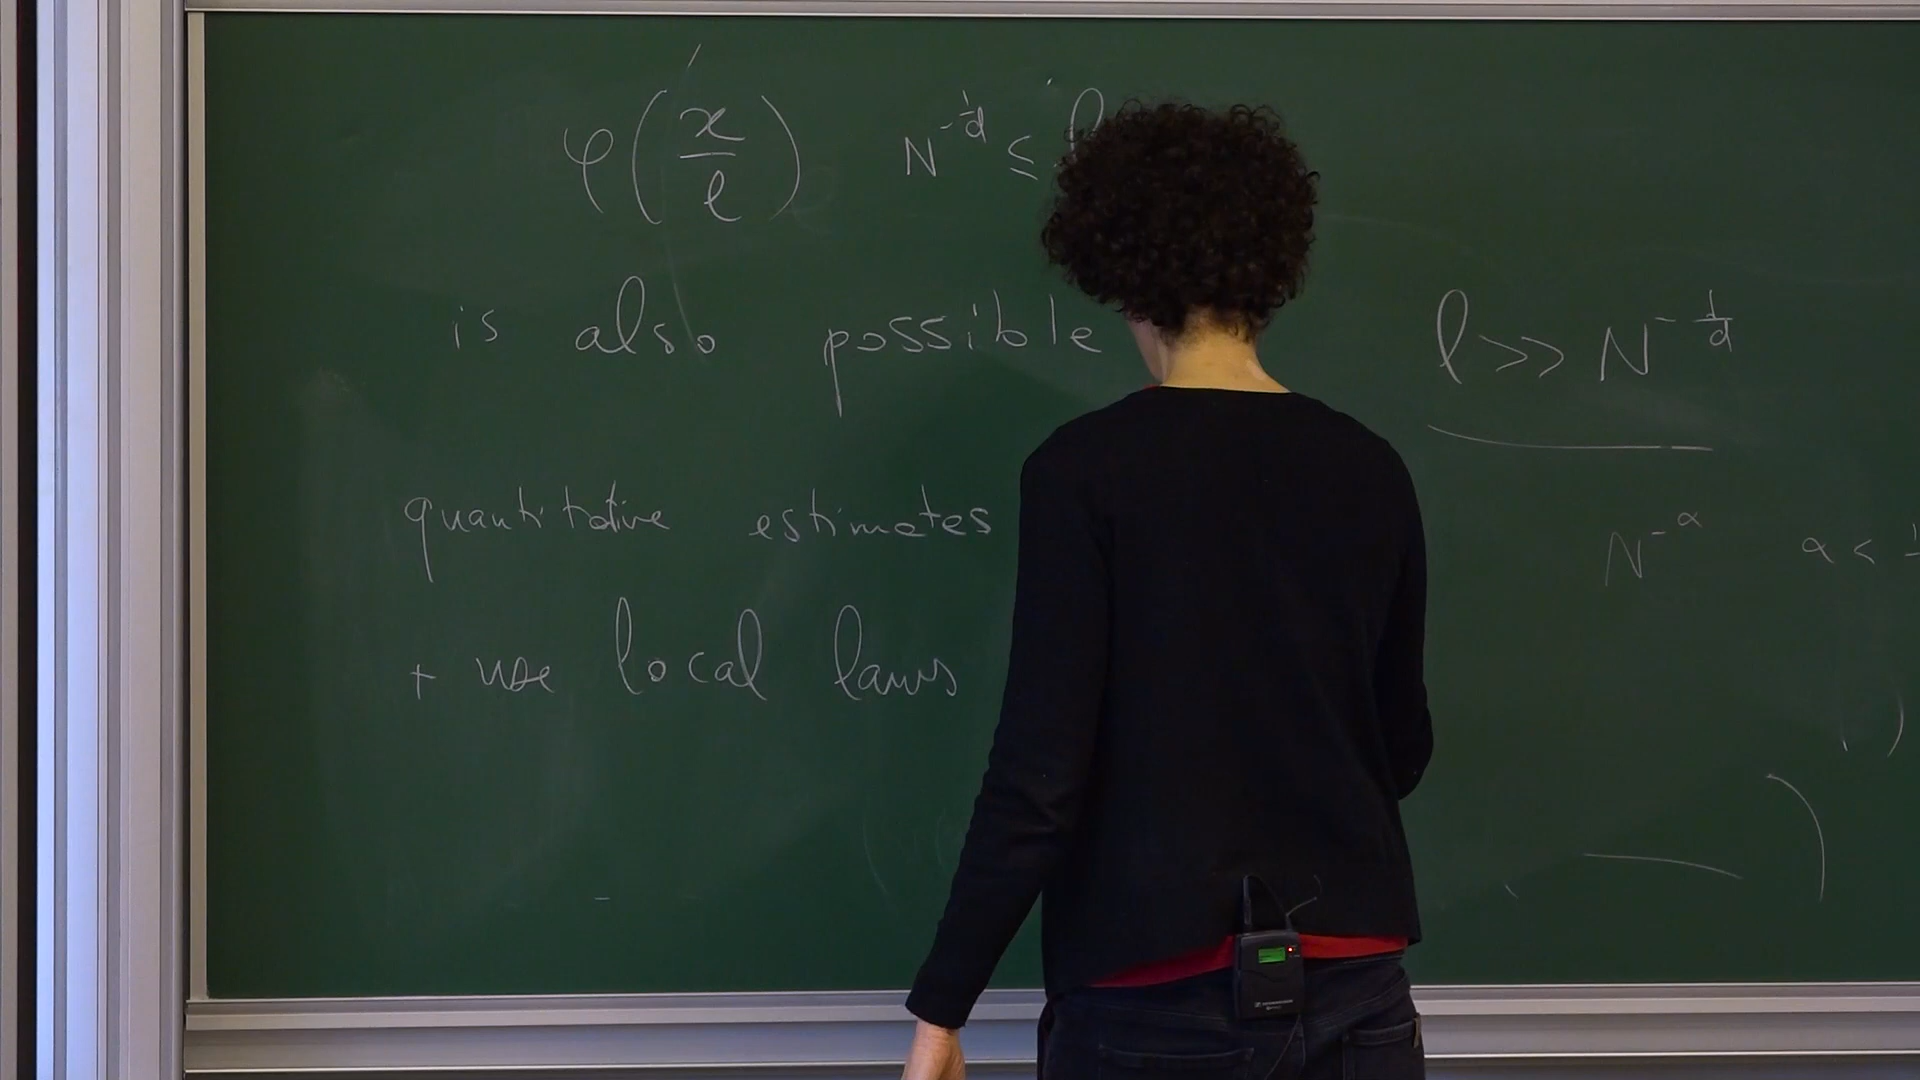 φ(x/ℓ) N^{-1/d} ≤ ℓ
is also possible ℓ >> N^{-1/d}
quantitative estimates N^{-α} α <
+ use local laws